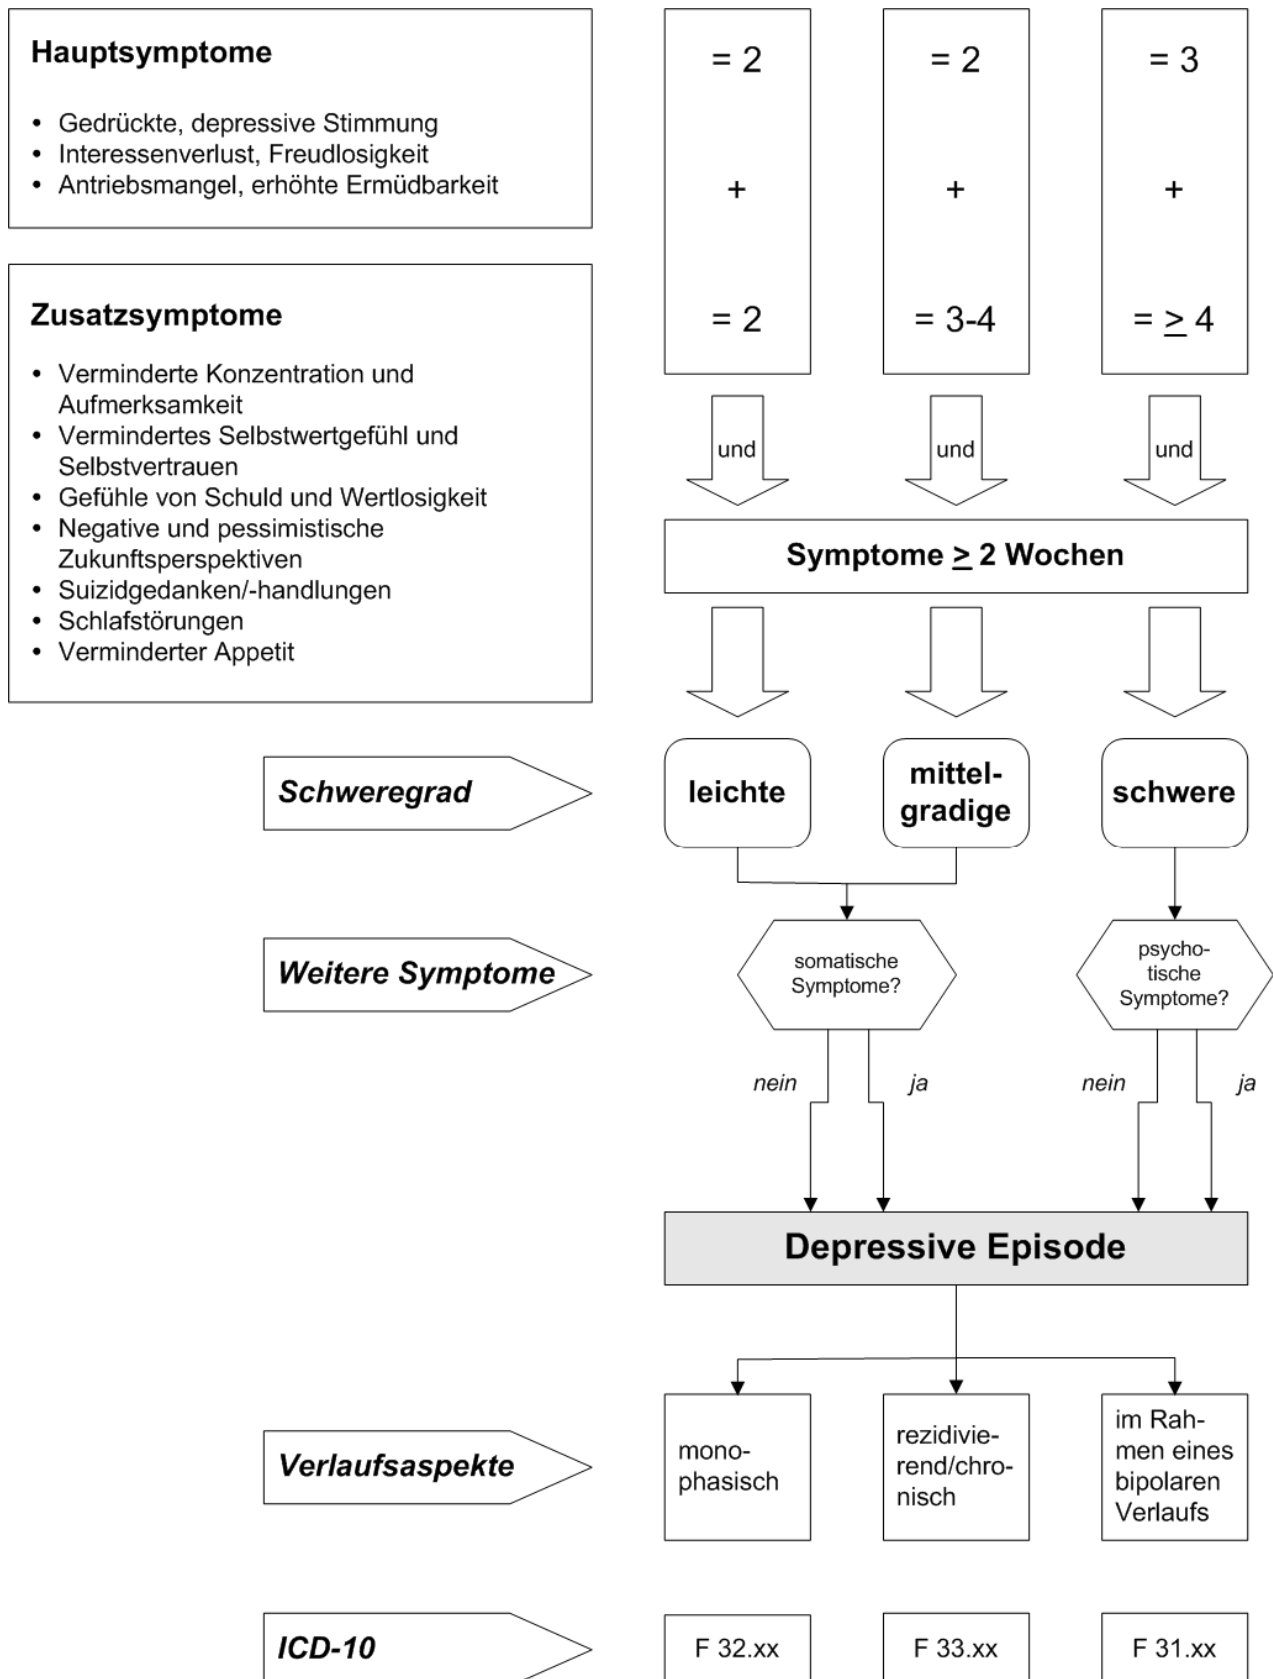 Hauptsymptome
• Gedrückte, depressive Stimmung
• Interessenverlust, Freudlosigkeit
• Antriebsmangel, erhöhte Ermüdbarkeit
= 2
= 2
= 3
+
+
+
Zusatzsymptome
• Verminderte Konzentration und
Aufmerksamkeit
• Vermindertes Selbstwertgefühl und
Selbstvertrauen
• Gefühle von Schuld und Wertlosigkeit
• Negative und pessimistische
Zukunftsperspektiven
• Suizidgedanken/-handlungen
• Schlafstörungen
• Verminderter Appetit
= 2
= 3-4
= ≥ 4
und
und
und
Symptome ≥ 2 Wochen
Schweregrad
leichte
mittel-
gradige
schwere
Weitere Symptome
somatische
Symptome?
psycho-
tische
Symptome?
nein
ja
nein
ja
Depressive Episode
Verlaufsaspekte
mono-
phasisch
rezidivie-
rend/chro-
nisch
im Rah-
men eines
bipolaren
Verlaufs
ICD-10
F 32.xx
F 33.xx
F 31.xx